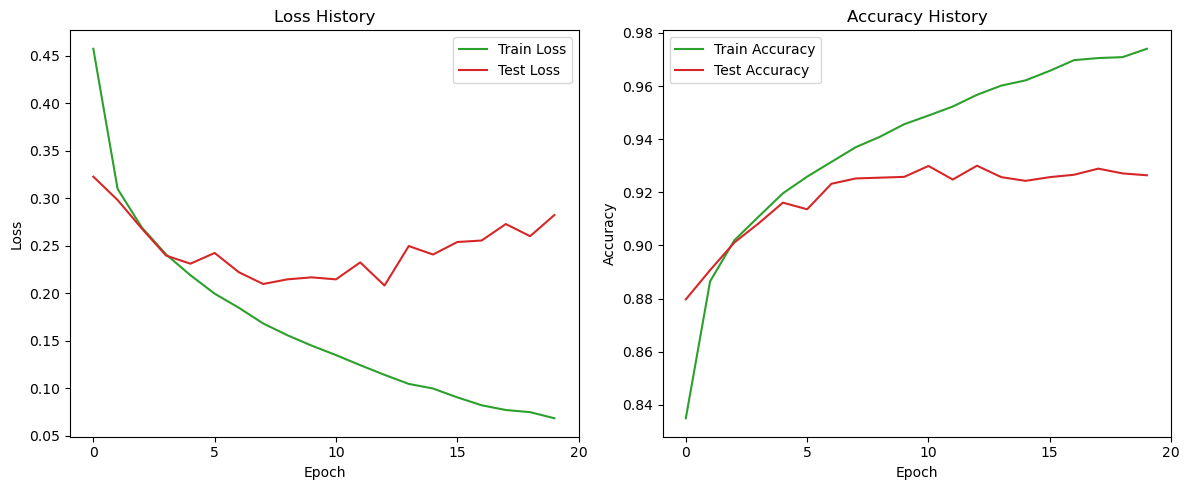 Loss History
Train Loss
Test Loss
0.45
0.40
0.35
0.30
0.25
0.20
0.15
0.10
0.05
Loss
0 5 10 15 20
Epoch
Accuracy History
Train Accuracy
Test Accuracy
0.98
0.96
0.94
0.92
0.90
0.88
0.86
0.84
Accuracy
0 5 10 15 20
Epoch